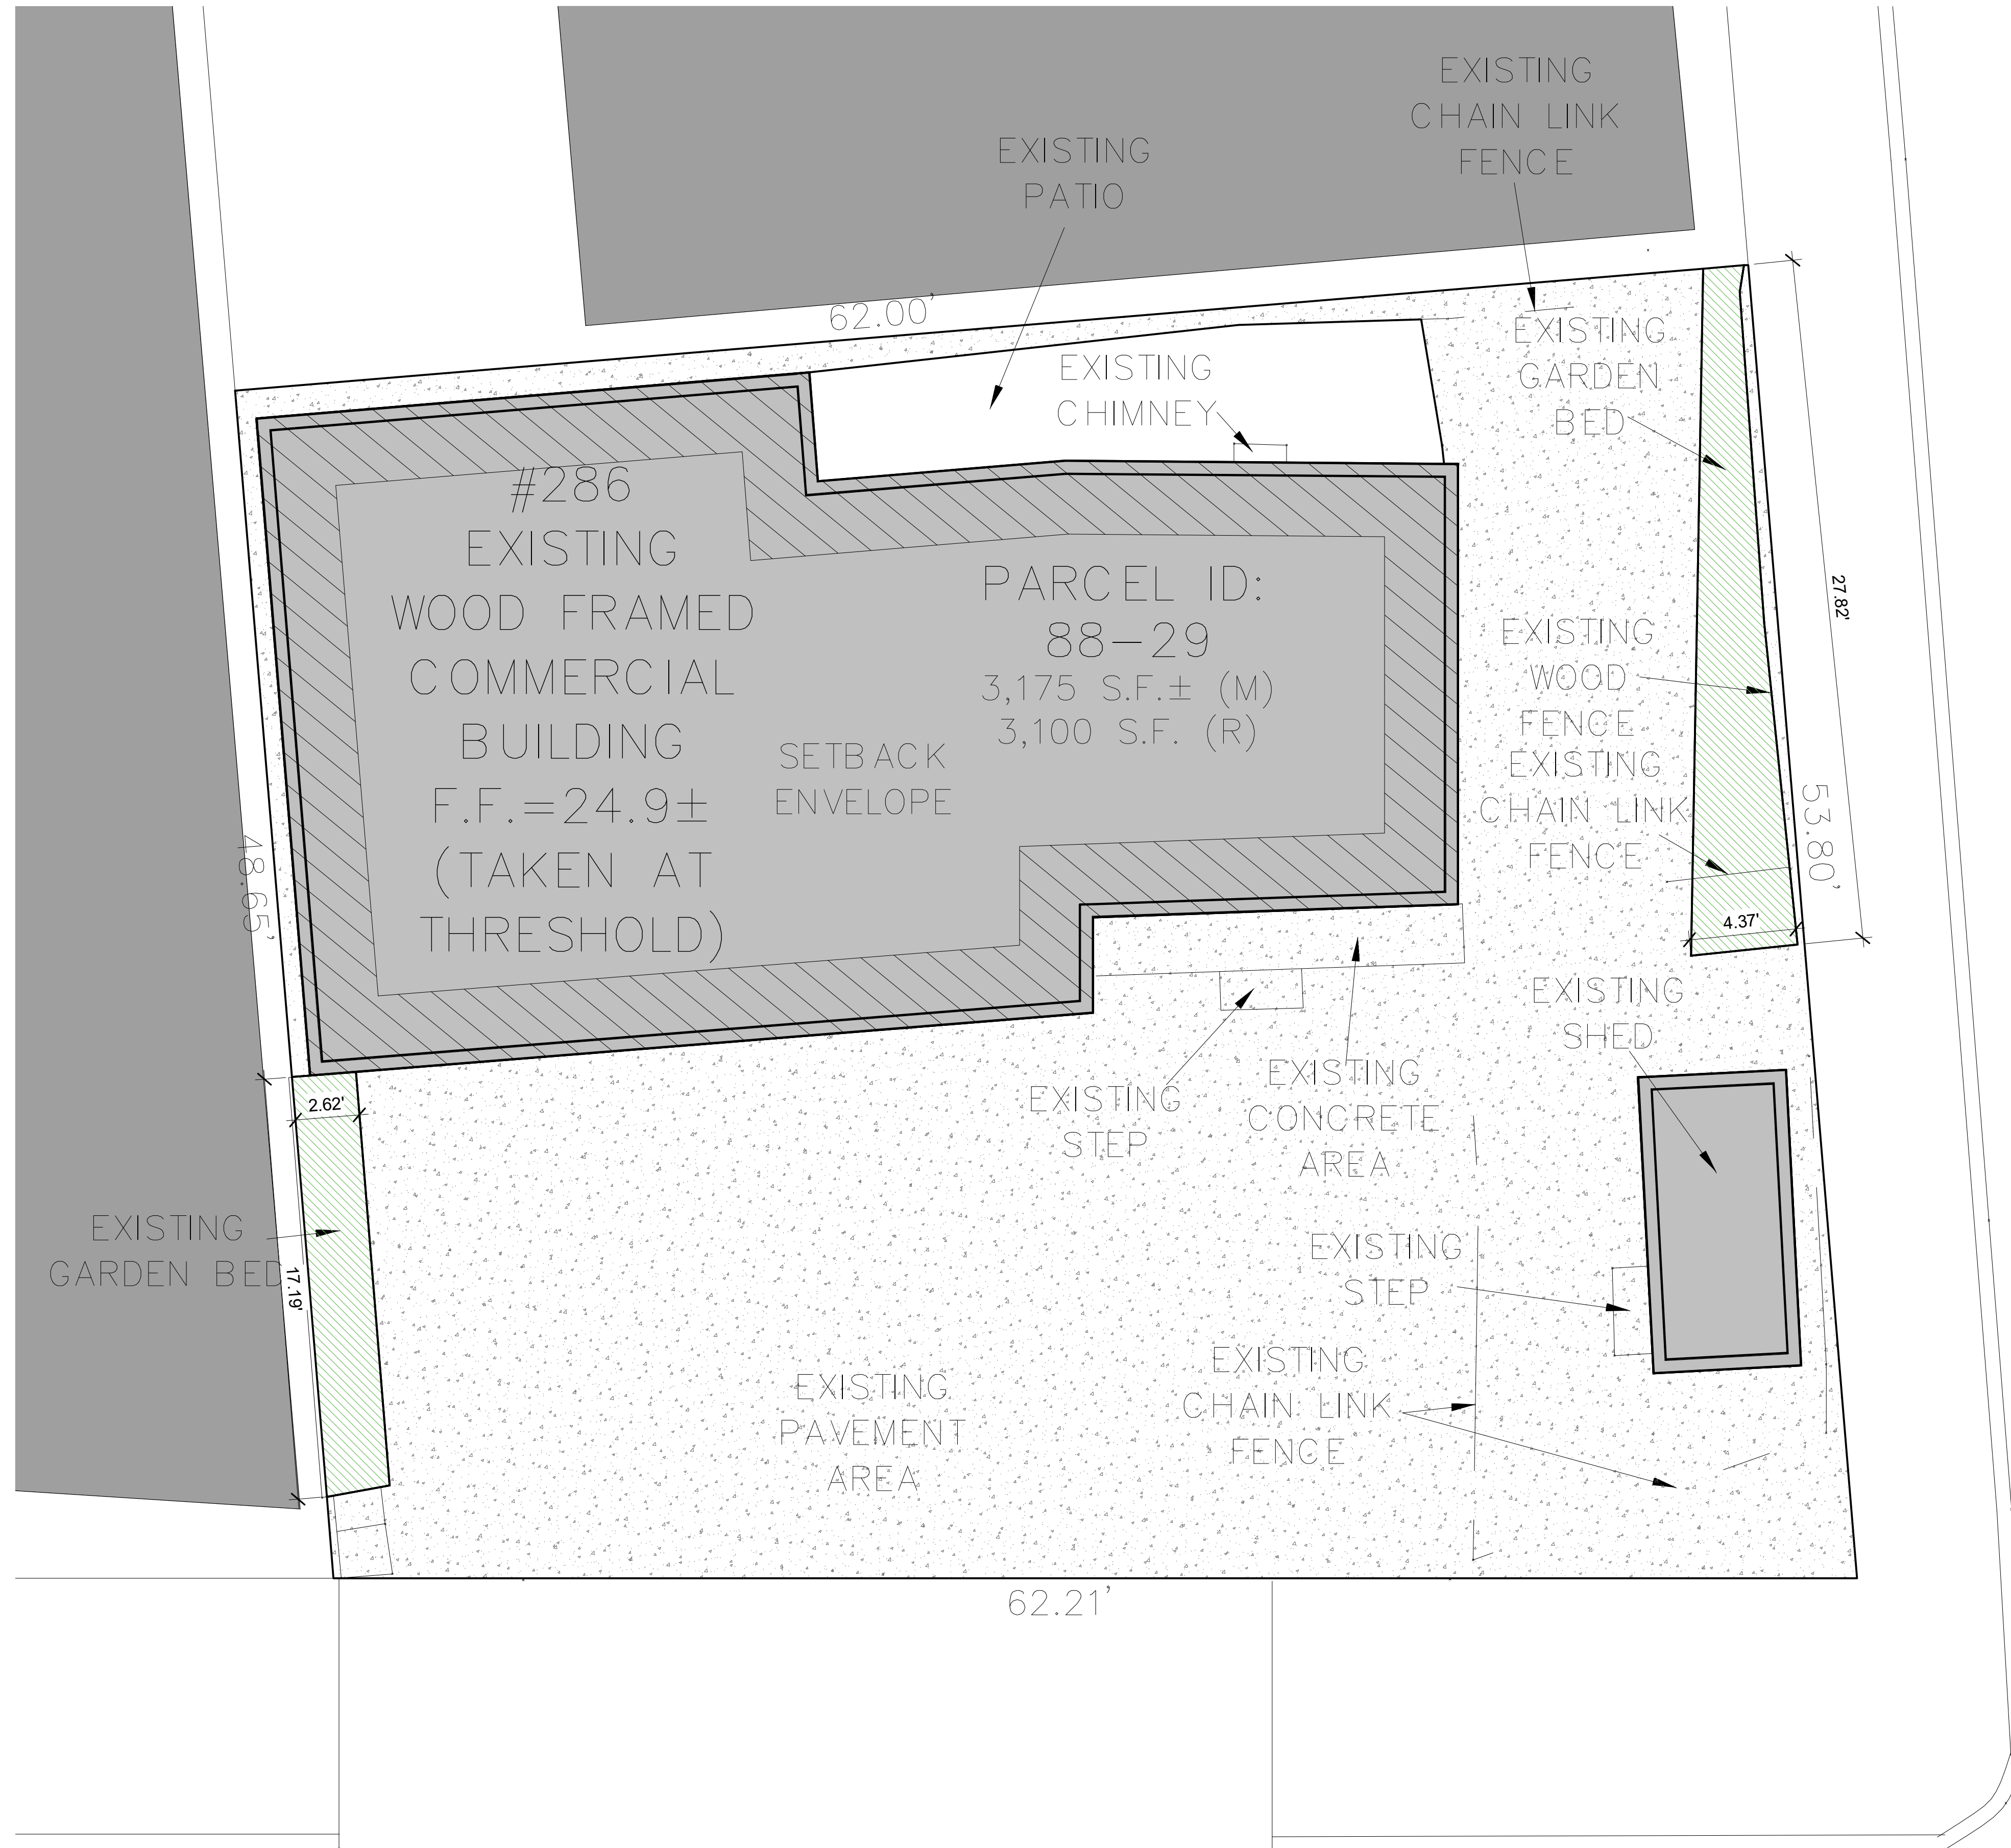 EXISTING
CHAIN LINK
FENCE
EXISTING
PATIO
62.00'
EXISTING
GARDEN
BED
EXISTING
CHIMNEY
#286
EXISTING
WOOD FRAMED
COMMERCIAL
BUILDING
F.F.=24.9±
(TAKEN AT
THRESHOLD)
PARCEL ID:
88-29
3,175 S.F.± (M)
3,100 S.F. (R)
SETBACK
ENVELOPE
27.82'
EXISTING
WOOD
FENCE
EXISTING
CHAIN LINK
FENCE
53.80'
48.65'
4.37'
EXISTING
SHED
2.62'
EXISTING
STEP
EXISTING
CONCRETE
AREA
EXISTING
GARDEN BED
17.19'
EXISTING
STEP
EXISTING
CHAIN LINK
FENCE
EXISTING
PAVEMENT
AREA
62.21'